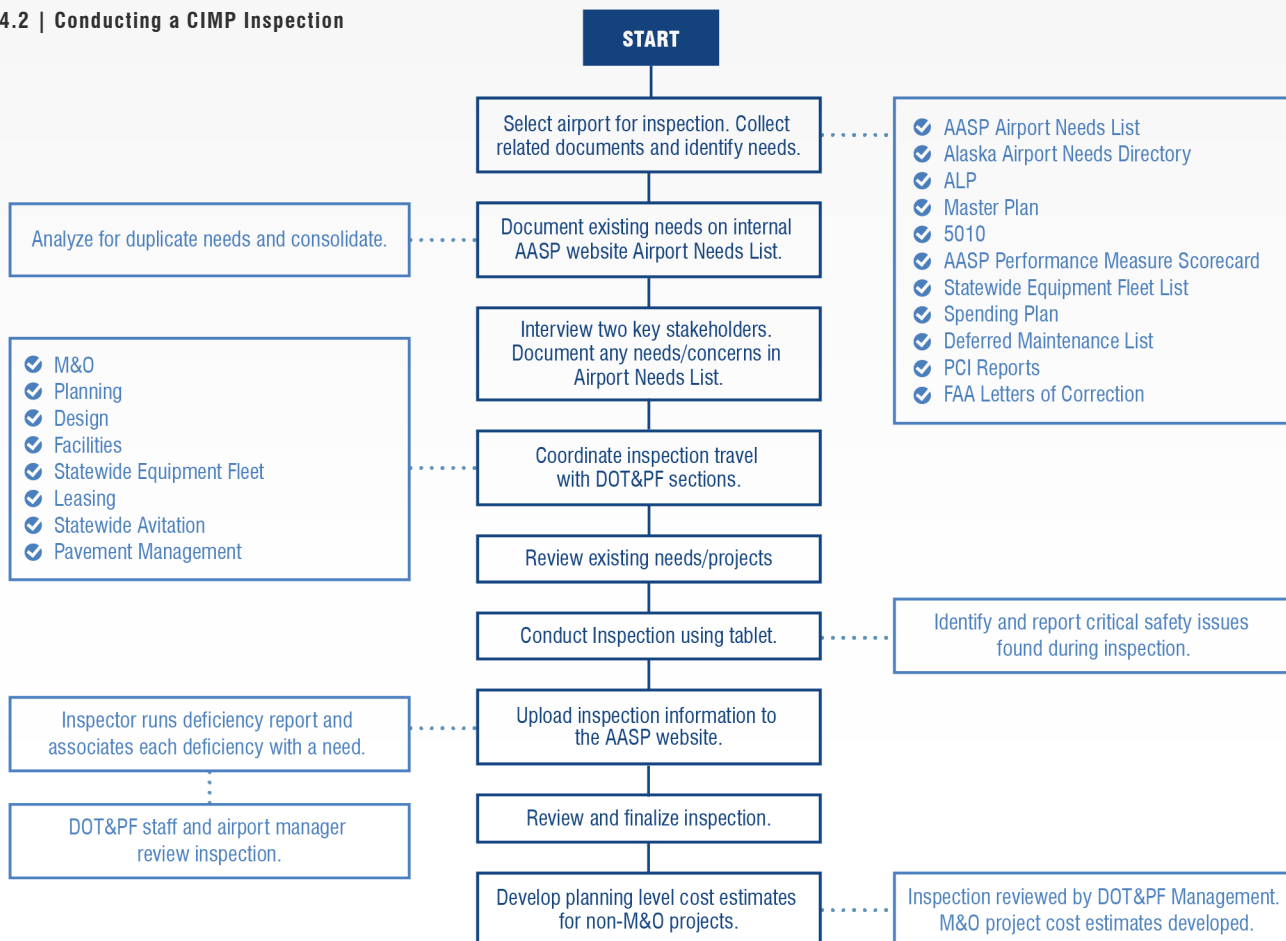 4.2 | Conducting a CIMP Inspection
START
Select airport for inspection. Collect
related documents and identify needs.
AASP Airport Needs List
Alaska Airport Needs Directory
ALP
Master Plan
5010
AASP Performance Measure Scorecard
Statewide Equipment Fleet List
Spending Plan
Deferred Maintenance List
PCI Reports
FAA Letters of Correction
Document existing needs on internal
AASP website Airport Needs List.
Analyze for duplicate needs and consolidate.
Interview two key stakeholders.
Document any needs/concerns in
Airport Needs List.
Coordinate inspection travel
with DOT&PF sections.
M&O
Planning
Design
Facilities
Statewide Equipment Fleet
Leasing
Statewide Avitation
Pavement Management
Review existing needs/projects
Conduct Inspection using tablet.
Identify and report critical safety issues
found during inspection.
Upload inspection information to
the AASP website.
Inspector runs deficiency report and
associates each deficiency with a need.
DOT&PF staff and airport manager
review inspection.
Review and finalize inspection.
Develop planning level cost estimates
for non-M&O projects.
Inspection reviewed by DOT&PF Management.
M&O project cost estimates developed.